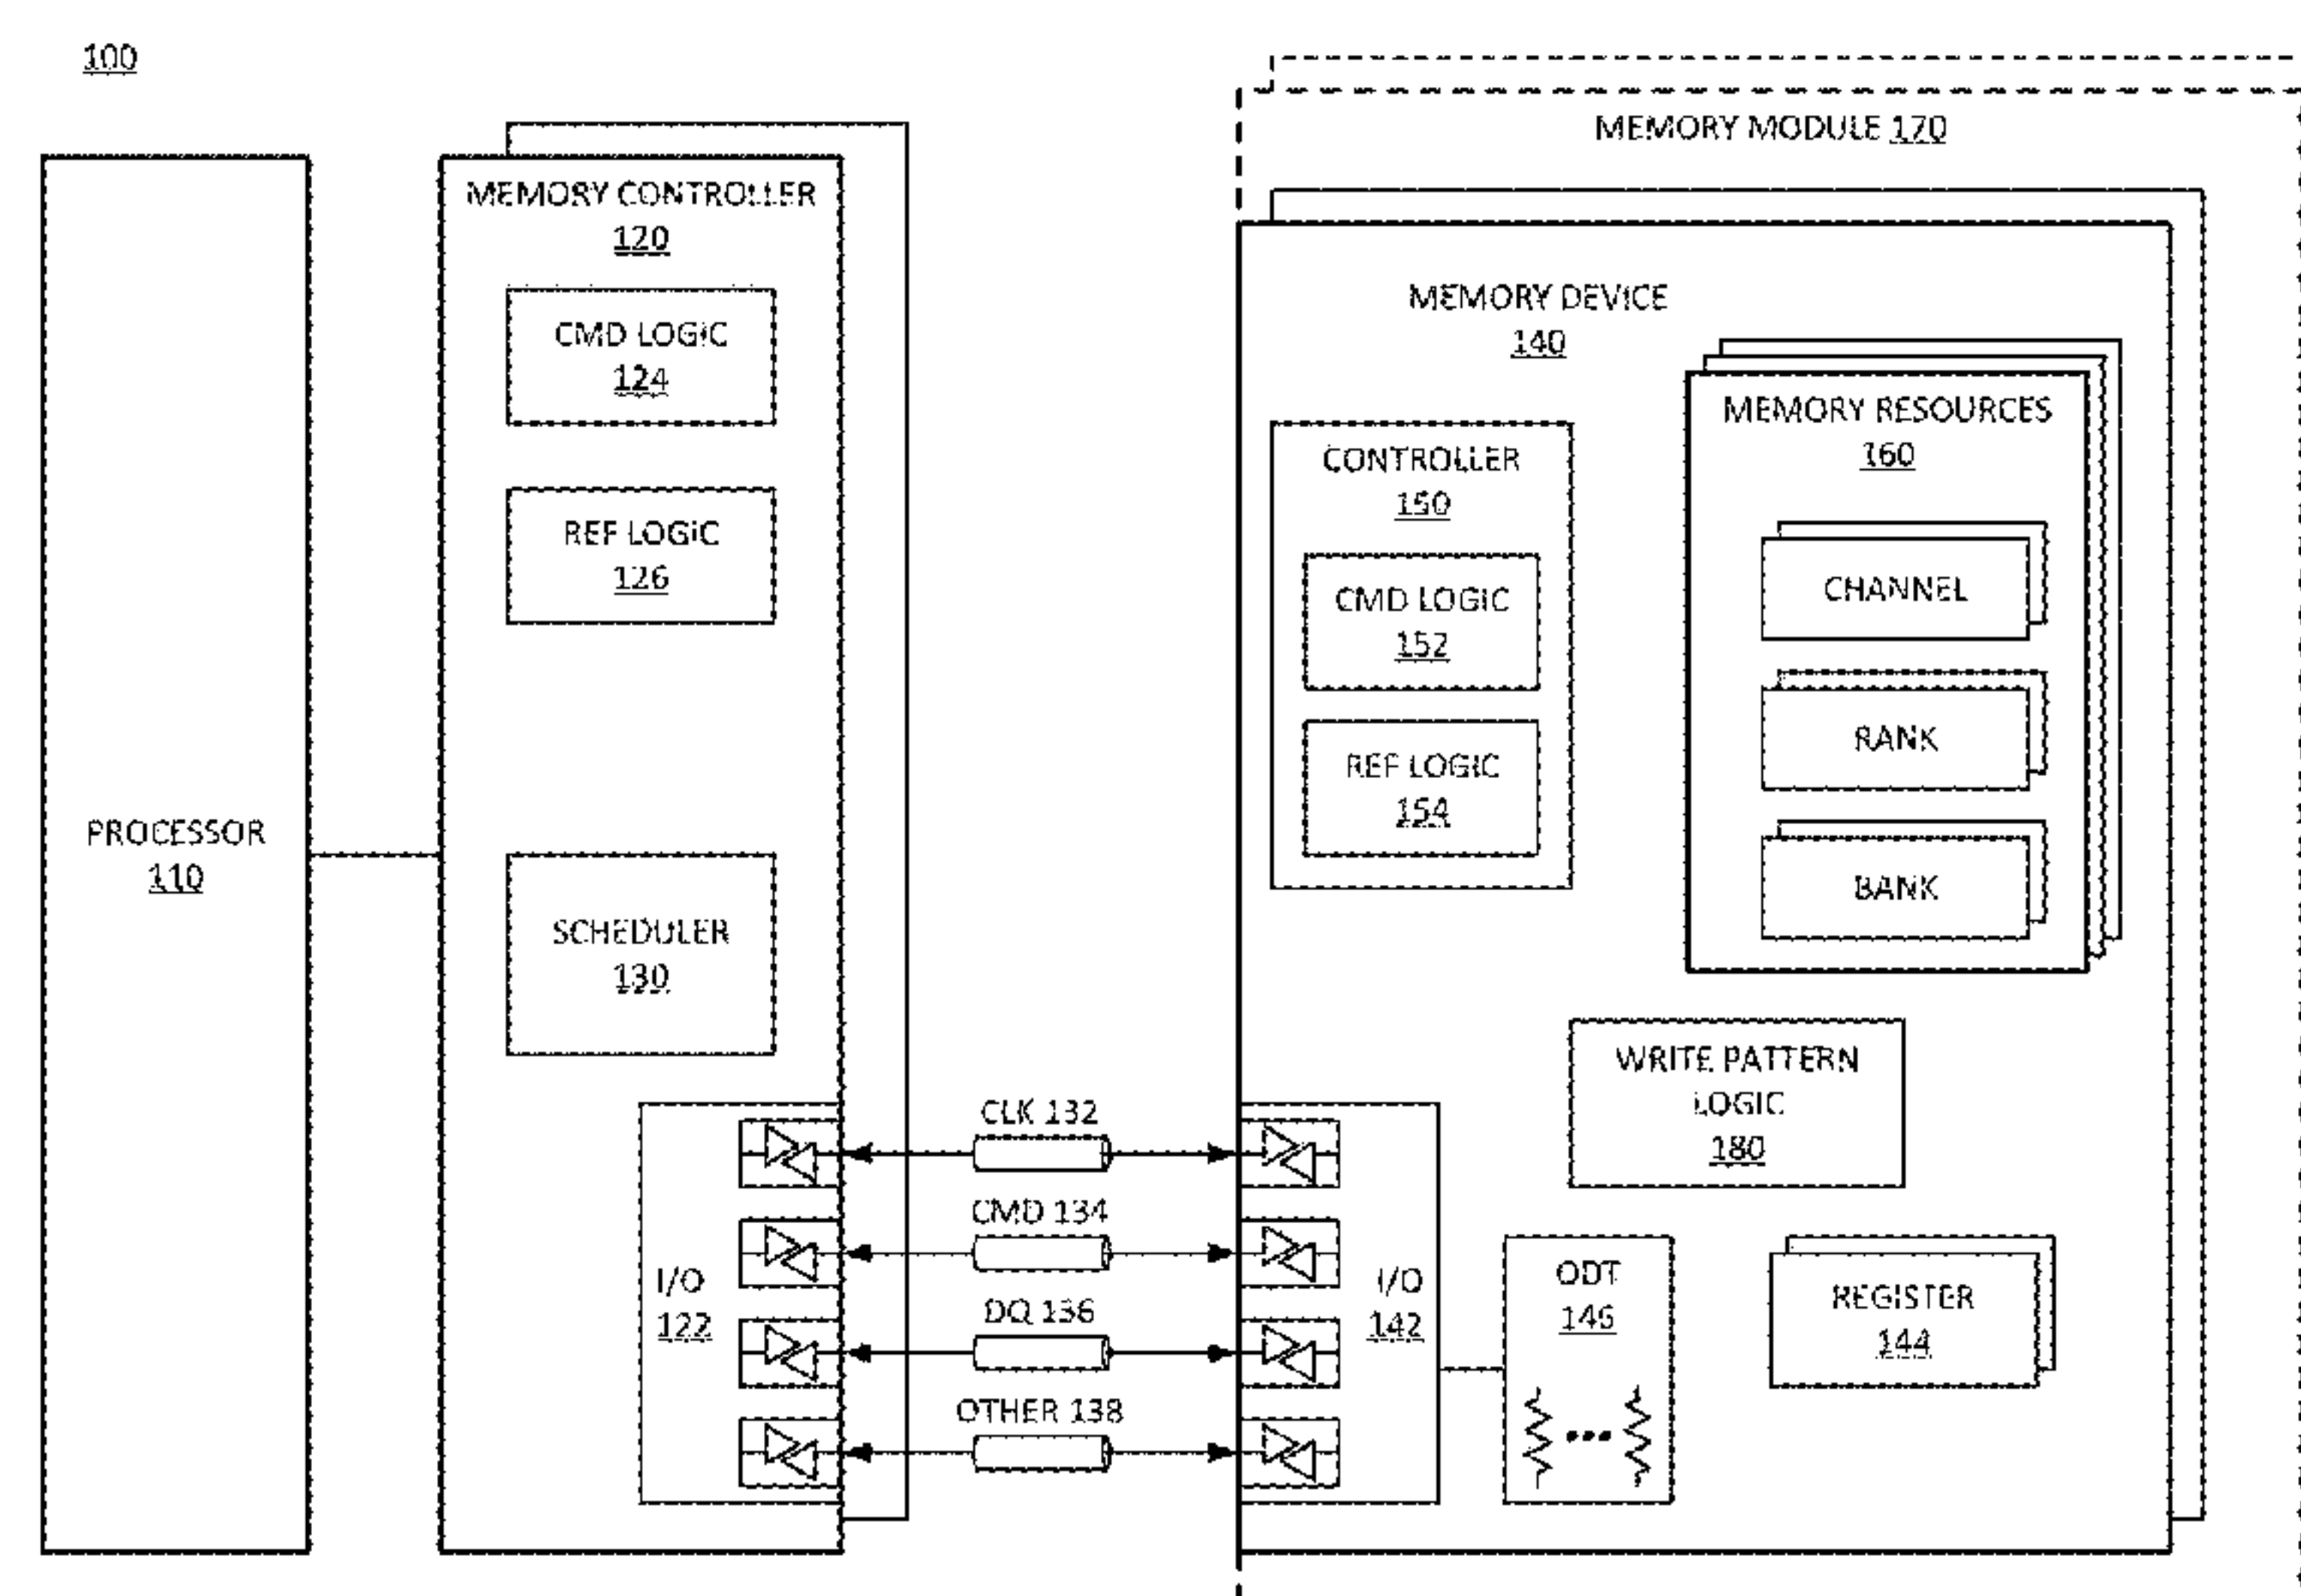 100
MEMORY MODULE 170
MEMORY CONTROLLER
120
CMD LOGIC
124
REF LOGIC
126
PROCESSOR
110
SCHEDULER
130
I/O
122
CLK 132
CMD 134
DQ 136
OTHER 138
MEMORY DEVICE
140
CONTROLLER
150
CMD LOGIC
152
REF LOGIC
154
MEMORY RESOURCES
160
CHANNEL
RANK
BANK
WRITE PATTERN
LOGIC
180
I/O
142
ODT
146
REGISTER
144